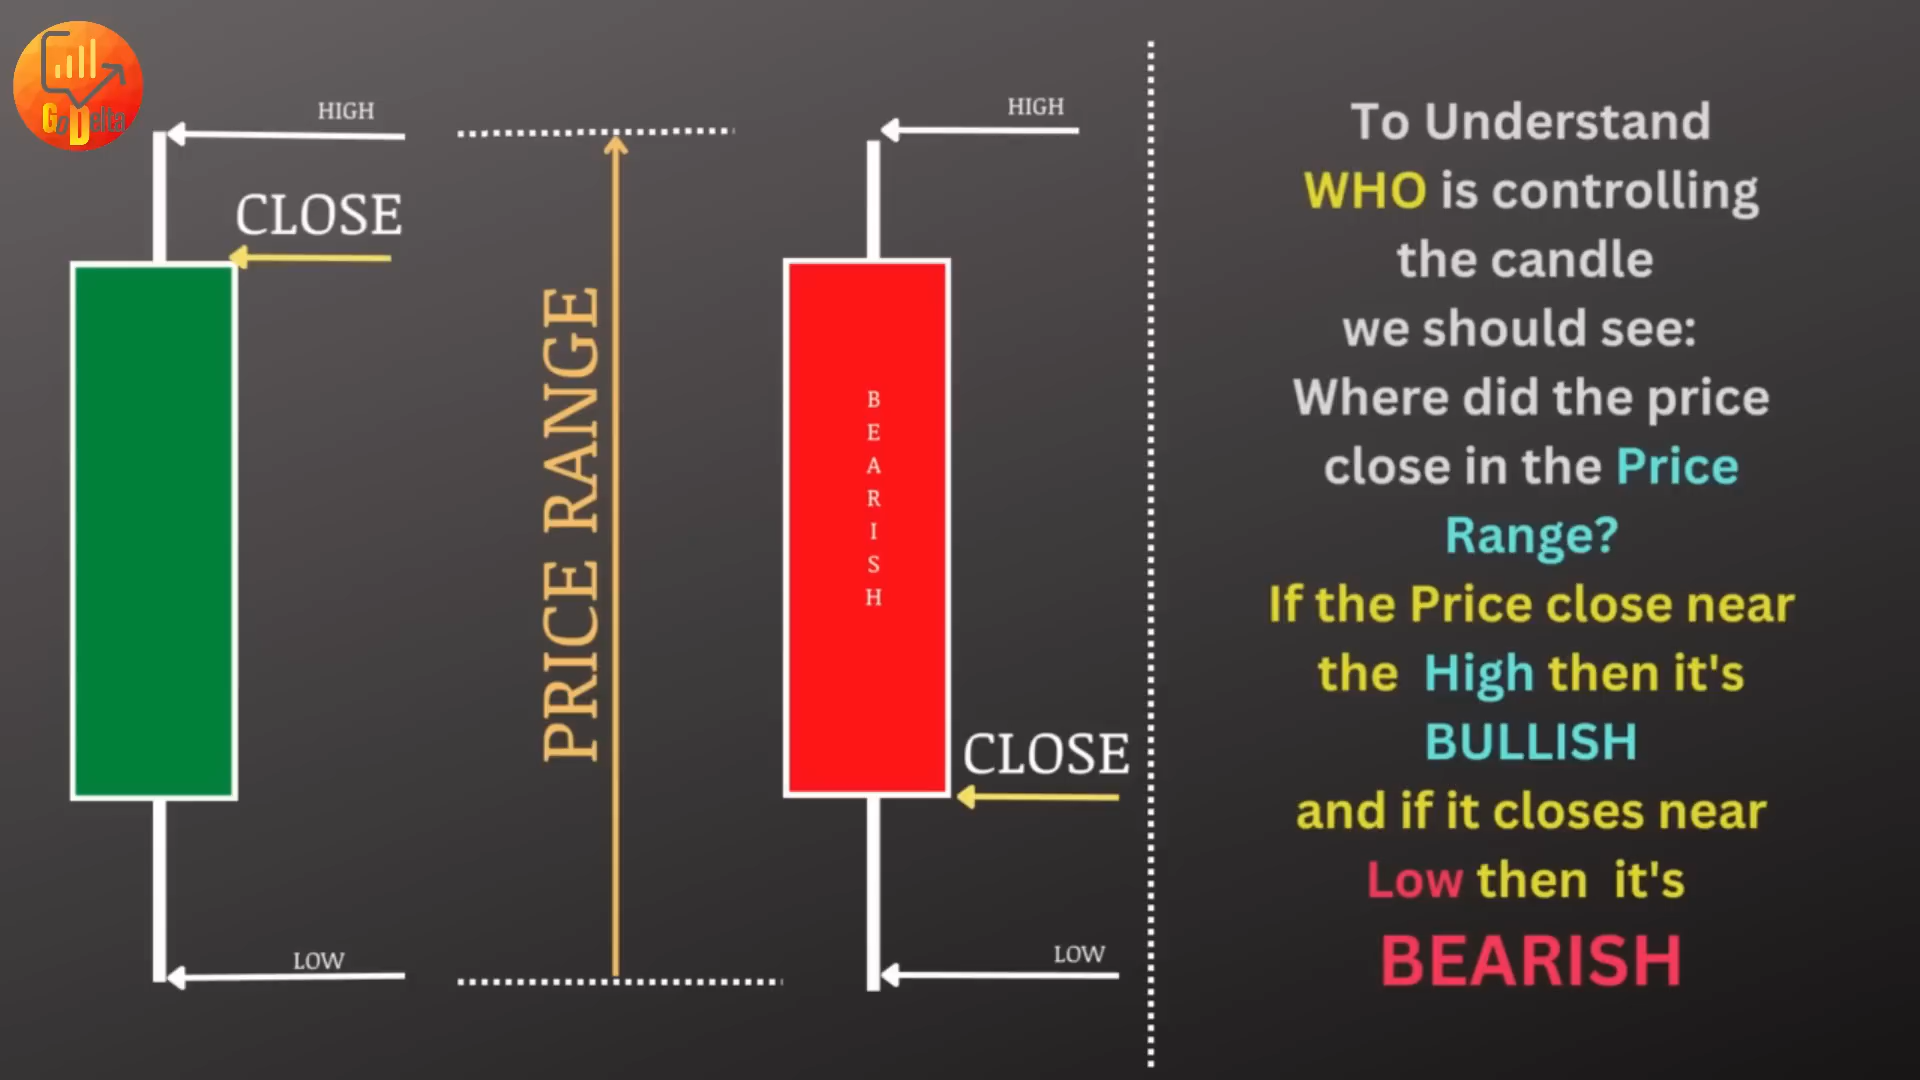 GoDelta
HIGH
CLOSE
LOW
PRICE RANGE
HIGH
BEARISH
CLOSE
LOW
To Understand
WHO is controlling
the candle
we should see:
Where did the price
close in the Price
Range?
If the Price close near
the High then it's
BULLISH
and if it closes near
Low then it's
BEARISH